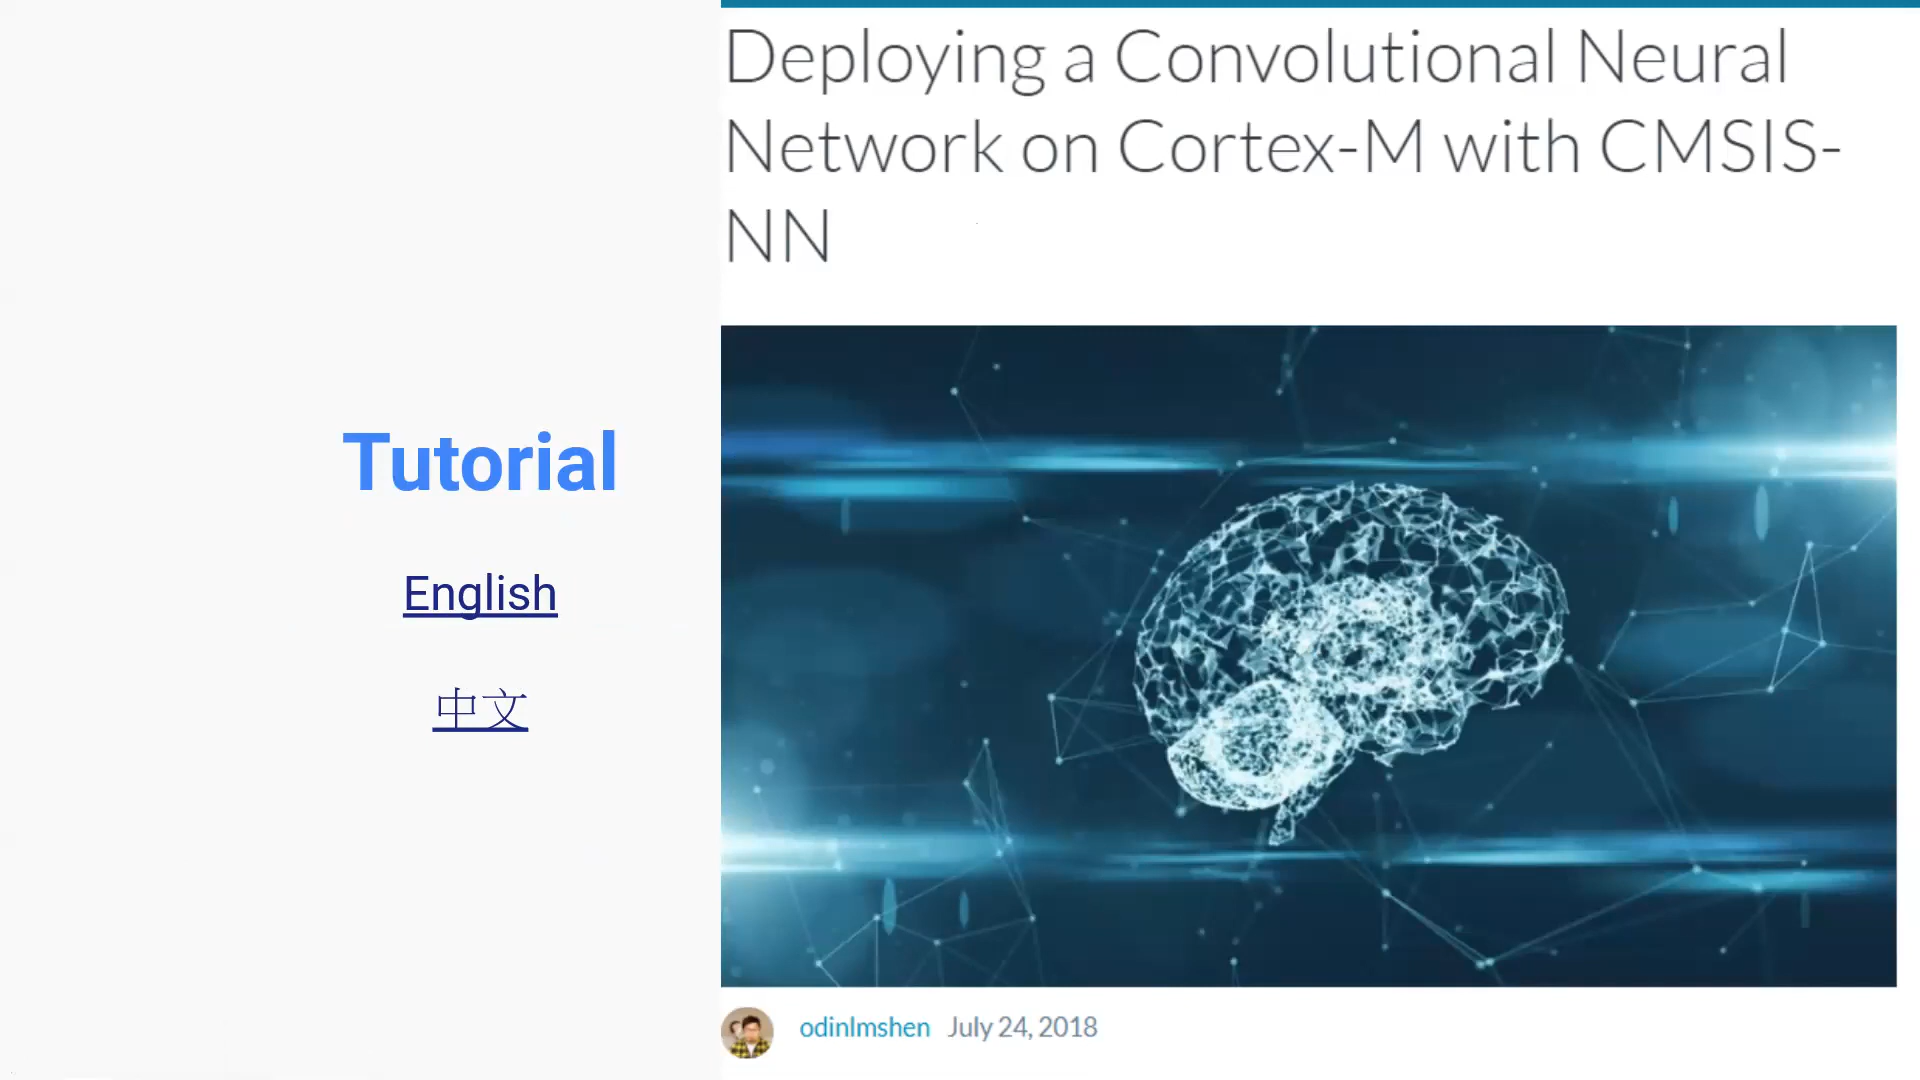 Tutorial
English
中文
Deploying a Convolutional Neural
Network on Cortex-M with CMSIS-
NN
odinlmshen July 24, 2018